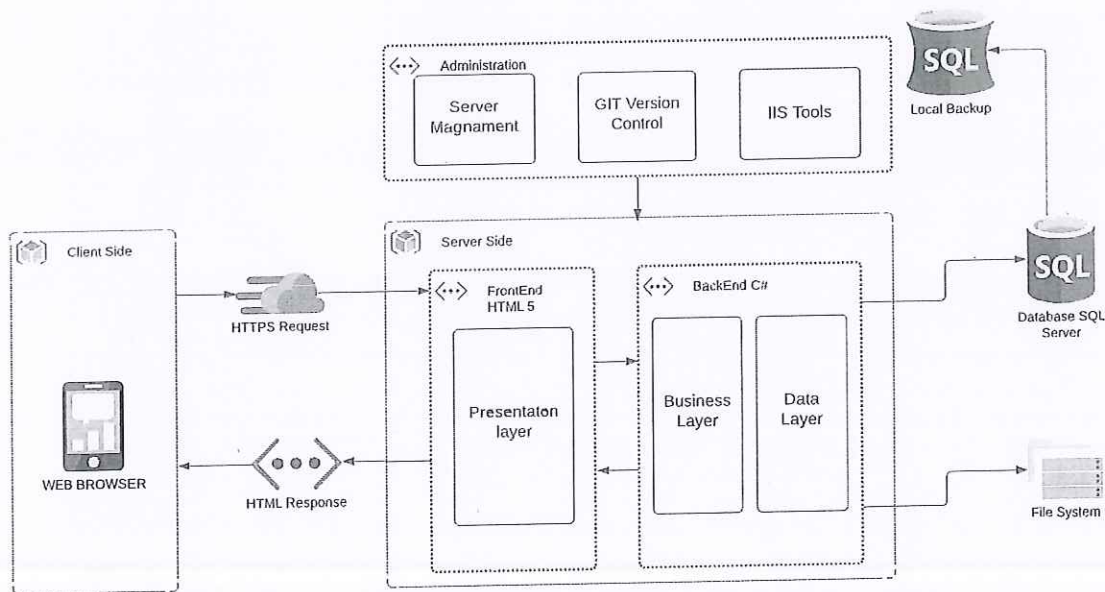 Administration
Server
Magnament
GIT Version
Control
IIS Tools
SQL
Local Backup
Client Side
WEB BROWSER
HTTPS Request
HTML Response
Server Side
FrontEnd
HTML 5
Presentaton
layer
BackEnd C#
Business
Layer
Data
Layer
SQL
Database SQL
Server
File System